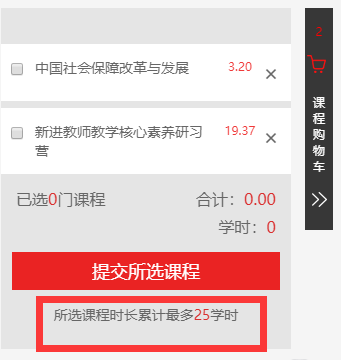 中国社会保障改革与发展 3.20 ×
新进教师教学核心素养研习 19.37 ×
营
已选0门课程 合计：0.00
学时：0
提交所选课程
所选课程时长累计最多25学时
2
课
程
购
物
车